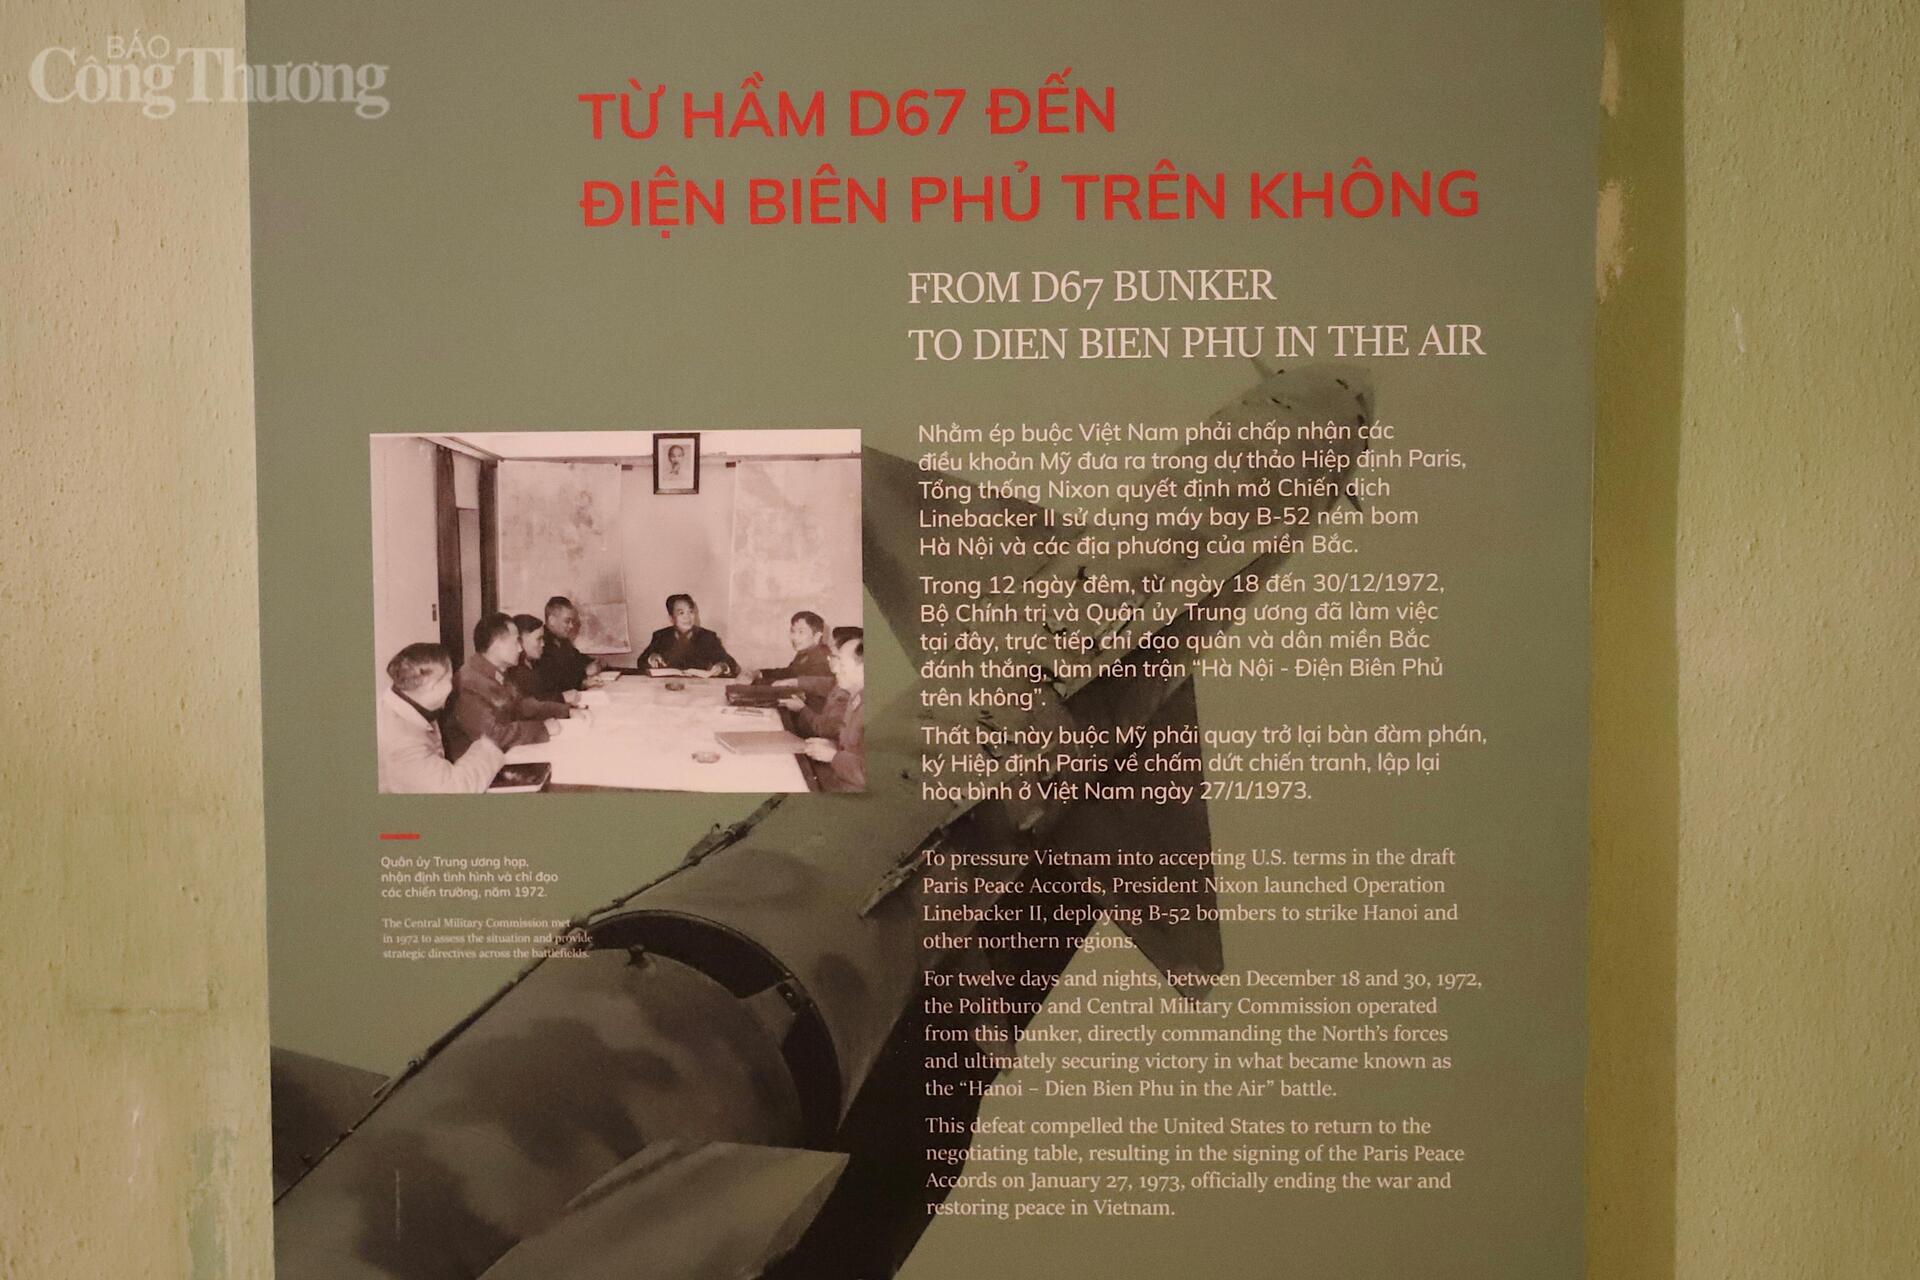 BÁO
Công Thương
TỪ HẦM D67 ĐẾN
ĐIỆN BIÊN PHỦ TRÊN KHÔNG
FROM D67 BUNKER
TO DIEN BIEN PHU IN THE AIR
Nhằm ép buộc Việt Nam phải chấp nhận các
điều khoản Mỹ đưa ra trong dự thảo Hiệp định Paris,
Tổng thống Nixon quyết định mở Chiến dịch
Linebacker II sử dụng máy bay B-52 ném bom
Hà Nội và các địa phương của miền Bắc.
Trong 12 ngày đêm, từ ngày 18 đến 30/12/1972,
Bộ Chính trị và Quân ủy Trung ương đã làm việc
tại đây, trực tiếp chỉ đạo quân và dân miền Bắc
đánh thắng, làm nên trận “Hà Nội - Điện Biên Phủ
trên không”.
Thất bại này buộc Mỹ phải quay trở lại bàn đàm phán,
ký Hiệp định Paris về chấm dứt chiến tranh, lập lại
hòa bình ở Việt Nam ngày 27/1/1973.
Quân ủy Trung ương họp,
nhận định tình hình và chỉ đạo
các chiến trường, năm 1972.
The Central Military Commission met
in 1972 to assess the situation and provide
strategic directives across the battlefields.
To pressure Vietnam into accepting U.S. terms in the draft
Paris Peace Accords, President Nixon launched Operation
Linebacker II, deploying B-52 bombers to strike Hanoi and
other northern regions.
For twelve days and nights, between December 18 and 30, 1972,
the Politburo and Central Military Commission operated
from this bunker, directly commanding the North’s forces
and ultimately securing victory in what became known as
the “Hanoi – Dien Bien Phu in the Air” battle.
This defeat compelled the United States to return to the
negotiating table, resulting in the signing of the Paris Peace
Accords on January 27, 1973, officially ending the war and
restoring peace in Vietnam.